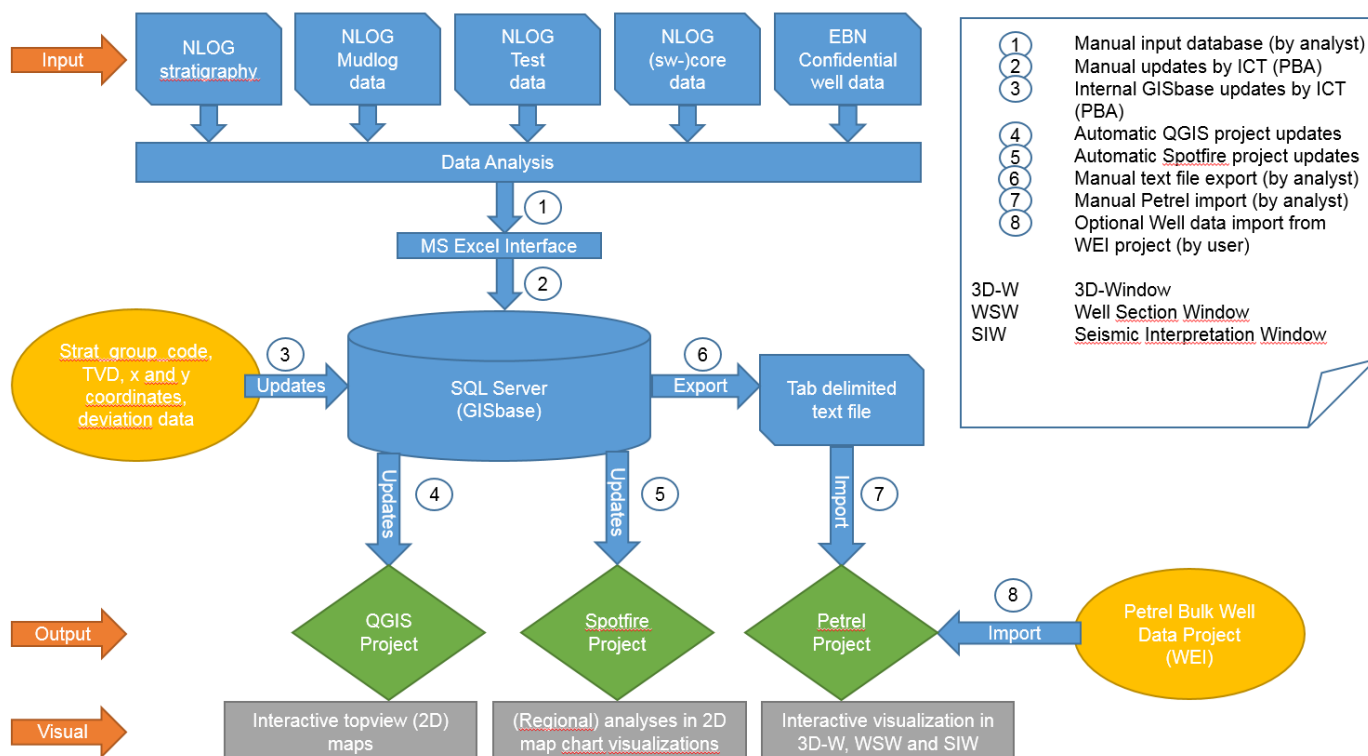 Input
NLOG
stratigraphy
NLOG
Mudlog
data
NLOG
Test
data
NLOG
(sw-)core
data
EBN
Confidential
well data
Data Analysis
1
MS Excel Interface
2
Strat_group_code,
TVD, x and y
coordinates,
deviation data
3
Updates
SQL Server
(GISbase)
6
Export
Tab delimited
text file
Updates
4
Updates
5
Import
7
Output
QGIS
Project
Spotfire
Project
Petrel
Project
8
Import
Petrel Bulk Well
Data Project
(WEI)
Visual
Interactive topview (2D)
maps
(Regional) analyses in 2D
map chart visualizations
Interactive visualization in
3D-W, WSW and SIW
1 Manual input database (by analyst)
2 Manual updates by ICT (PBA)
3 Internal GISbase updates by ICT
(PBA)
4 Automatic QGIS project updates
5 Automatic Spotfire project updates
6 Manual text file export (by analyst)
7 Manual Petrel import (by analyst)
8 Optional Well data import from
WEI project (by user)
3D-W 3D-Window
WSW Well Section Window
SIW Seismic Interpretation Window